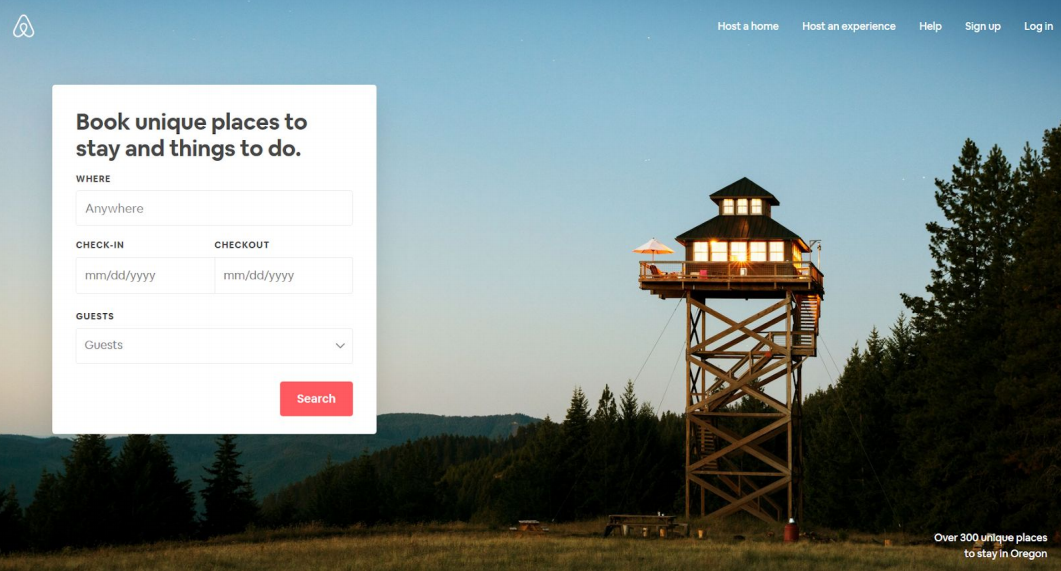 Host a home
Host an experience
Help
Sign up
Log in
Book unique places to
stay and things to do.
WHERE
Anywhere
CHECK-IN
CHECKOUT
mm/dd/yyyy
mm/dd/yyyy
GUESTS
Guests
Search
Over 300 unique places
to stay in Oregon